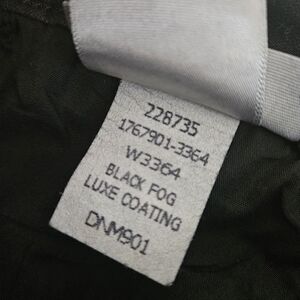 228735
1767901-3364
W3364
BLACK FOG
LUXE COATING
DNM901